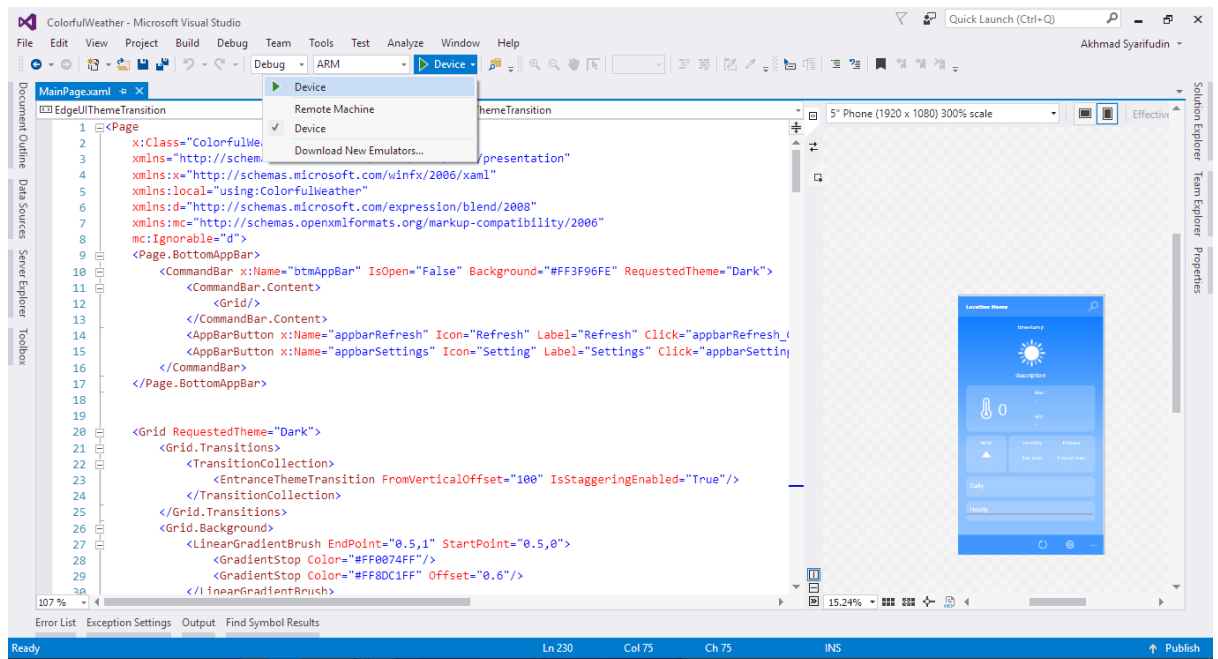 ColorfulWeather - Microsoft Visual Studio
Quick Launch (Ctrl+Q)
File Edit View Project Build Debug Team Tools Test Analyze Window Help
Akhmad Syarifudin
Debug ARM Device
Device
Remote Machine
Device
Download New Emulators...
MainPage.xaml
EdgeUIThemeTransition
hemeTransition
1 <Page
2 x:Class="ColorfulWe
3 xmlns="http://schem /presentation"
4 xmlns:x="http://schemas.microsoft.com/winfx/2006/xaml"
5 xmlns:local="using:ColorfulWeather"
6 xmlns:d="http://schemas.microsoft.com/expression/blend/2008"
7 xmlns:mc="http://schemas.openxmlformats.org/markup-compatibility/2006"
8 mc:Ignorable="d">
9 <Page.BottomAppBar>
10 <CommandBar x:Name="btmAppBar" IsOpen="False" Background="#FF3F96FE" RequestedTheme="Dark">
11 <CommandBar.Content>
12 <Grid/>
13 </CommandBar.Content>
14 <AppBarButton x:Name="appbarRefresh" Icon="Refresh" Label="Refresh" Click="appbarRefresh_
15 <AppBarButton x:Name="appbarSettings" Icon="Setting" Label="Settings" Click="appbarSetting
16 </CommandBar>
17 </Page.BottomAppBar>
18
19
20 <Grid RequestedTheme="Dark">
21 <Grid.Transitions>
22 <TransitionCollection>
23 <EntranceThemeTransition FromVerticalOffset="100" IsStaggeringEnabled="True"/>
24 </TransitionCollection>
25 </Grid.Transitions>
26 <Grid.Background>
27 <LinearGradientBrush EndPoint="0.5,1" StartPoint="0.5,0">
28 <GradientStop Color="#FF0074FF"/>
29 <GradientStop Color="#FF8DC1FF" Offset="0.6"/>
30 </LinearGradientBrush>
107 %
Document Outline
Data Sources
Server Explorer
Toolbox
5" Phone (1920 x 1080) 300% scale
Effective
Location Name
timestamp
description
Max
0
Min
Wind Humidity Pressure
Daily
Hourly
15.24%
Solution Explorer
Team Explorer
Properties
Error List Exception Settings Output Find Symbol Results
Ready Ln 230 Col 75 Ch 75 INS Publish